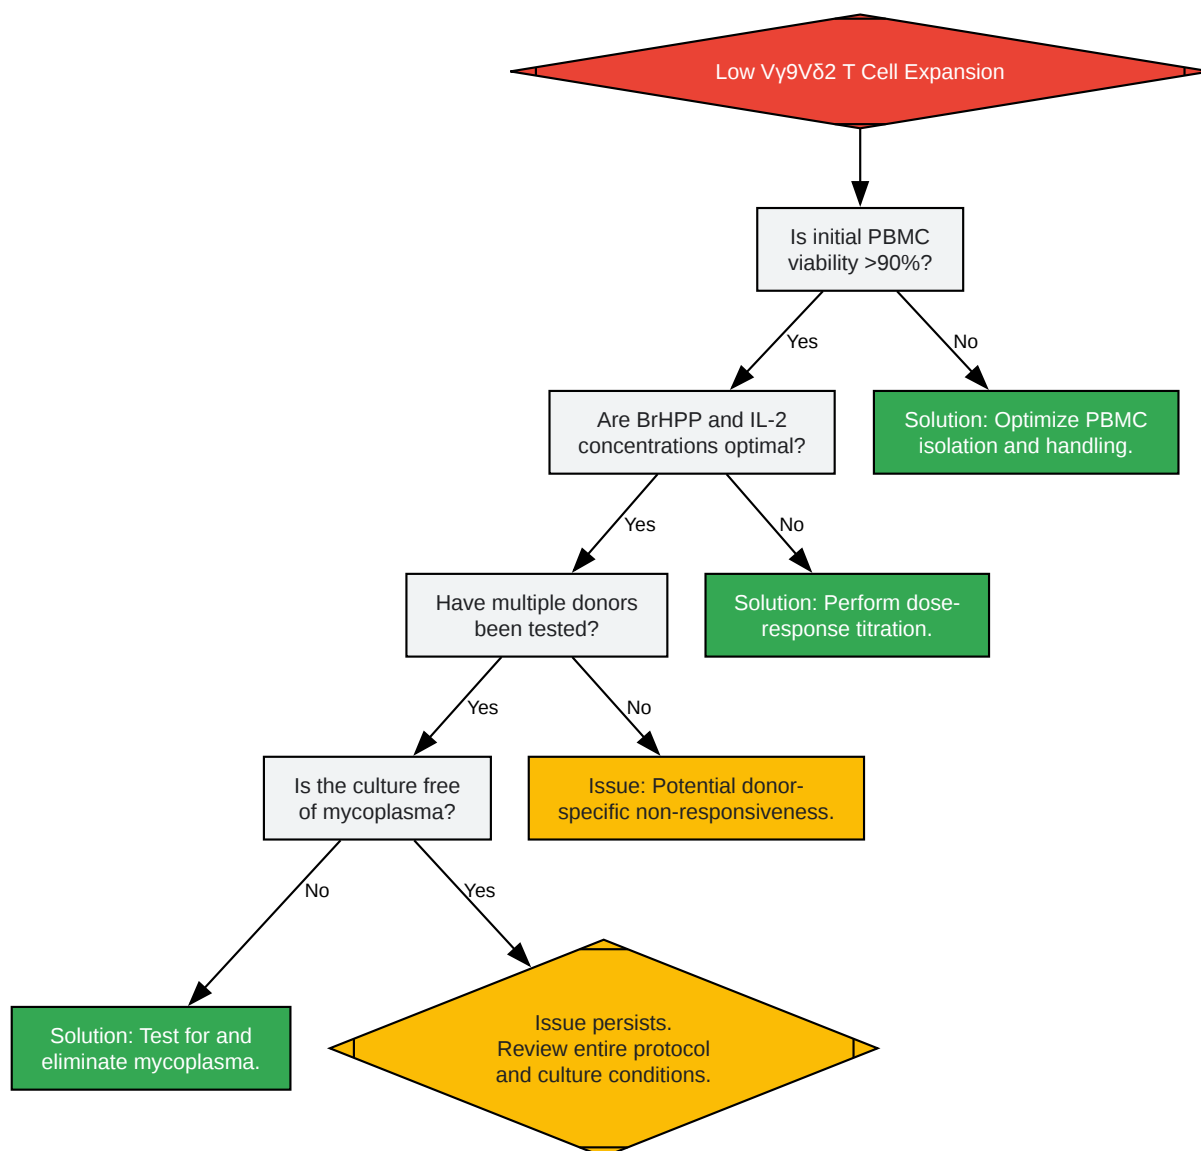 Low Vγ9Vδ2 T Cell Expansion
Is initial PBMC
viability >90%?
Yes
No
Are BrHPP and IL-2
concentrations optimal?
Solution: Optimize PBMC
isolation and handling.
Yes
No
Have multiple donors
been tested?
Solution: Perform dose-
response titration.
Yes
No
Is the culture free
of mycoplasma?
Issue: Potential donor-
specific non-responsiveness.
No
Yes
Solution: Test for and
eliminate mycoplasma.
Issue persists.
Review entire protocol
and culture conditions.